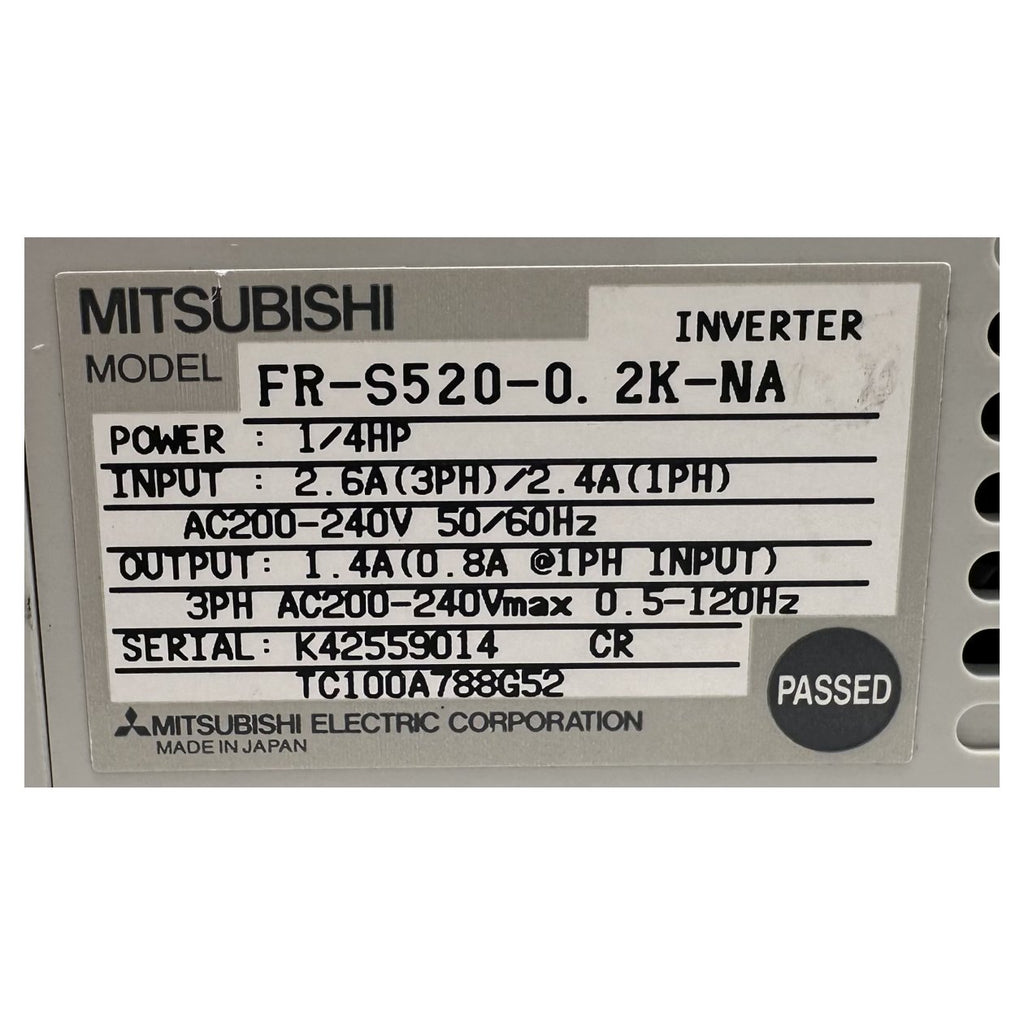 MITSUBISHI
INVERTER
MODEL FR-S520-0.2K-NA
POWER : 1/4HP
INPUT : 2.6A(3PH)/2.4A(1PH)
AC200-240V 50/60Hz
OUTPUT: 1.4A(0.8A @1PH INPUT)
3PH AC200-240Vmax 0.5-120Hz
SERIAL: K42559014 CR
TC100A788G52
PASSED
MITSUBISHI ELECTRIC CORPORATION
MADE IN JAPAN